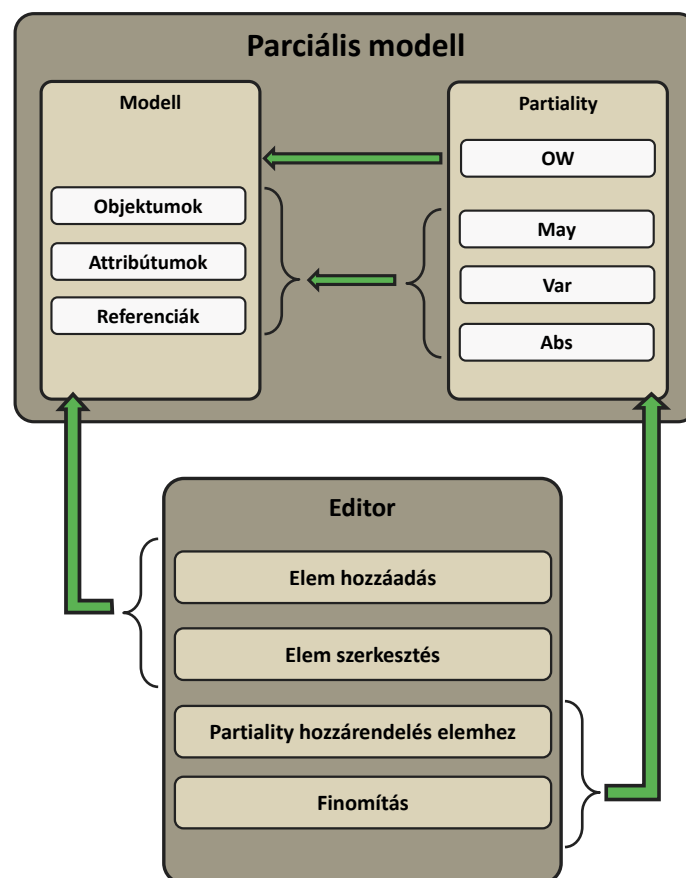 Parciális modell
Modell
Objektumok
Attribútumok
Referenciák
Partiality
OW
May
Var
Abs
Editor
Elem hozzáadás
Elem szerkesztés
Partiality hozzárendelés elemhez
Finomítás